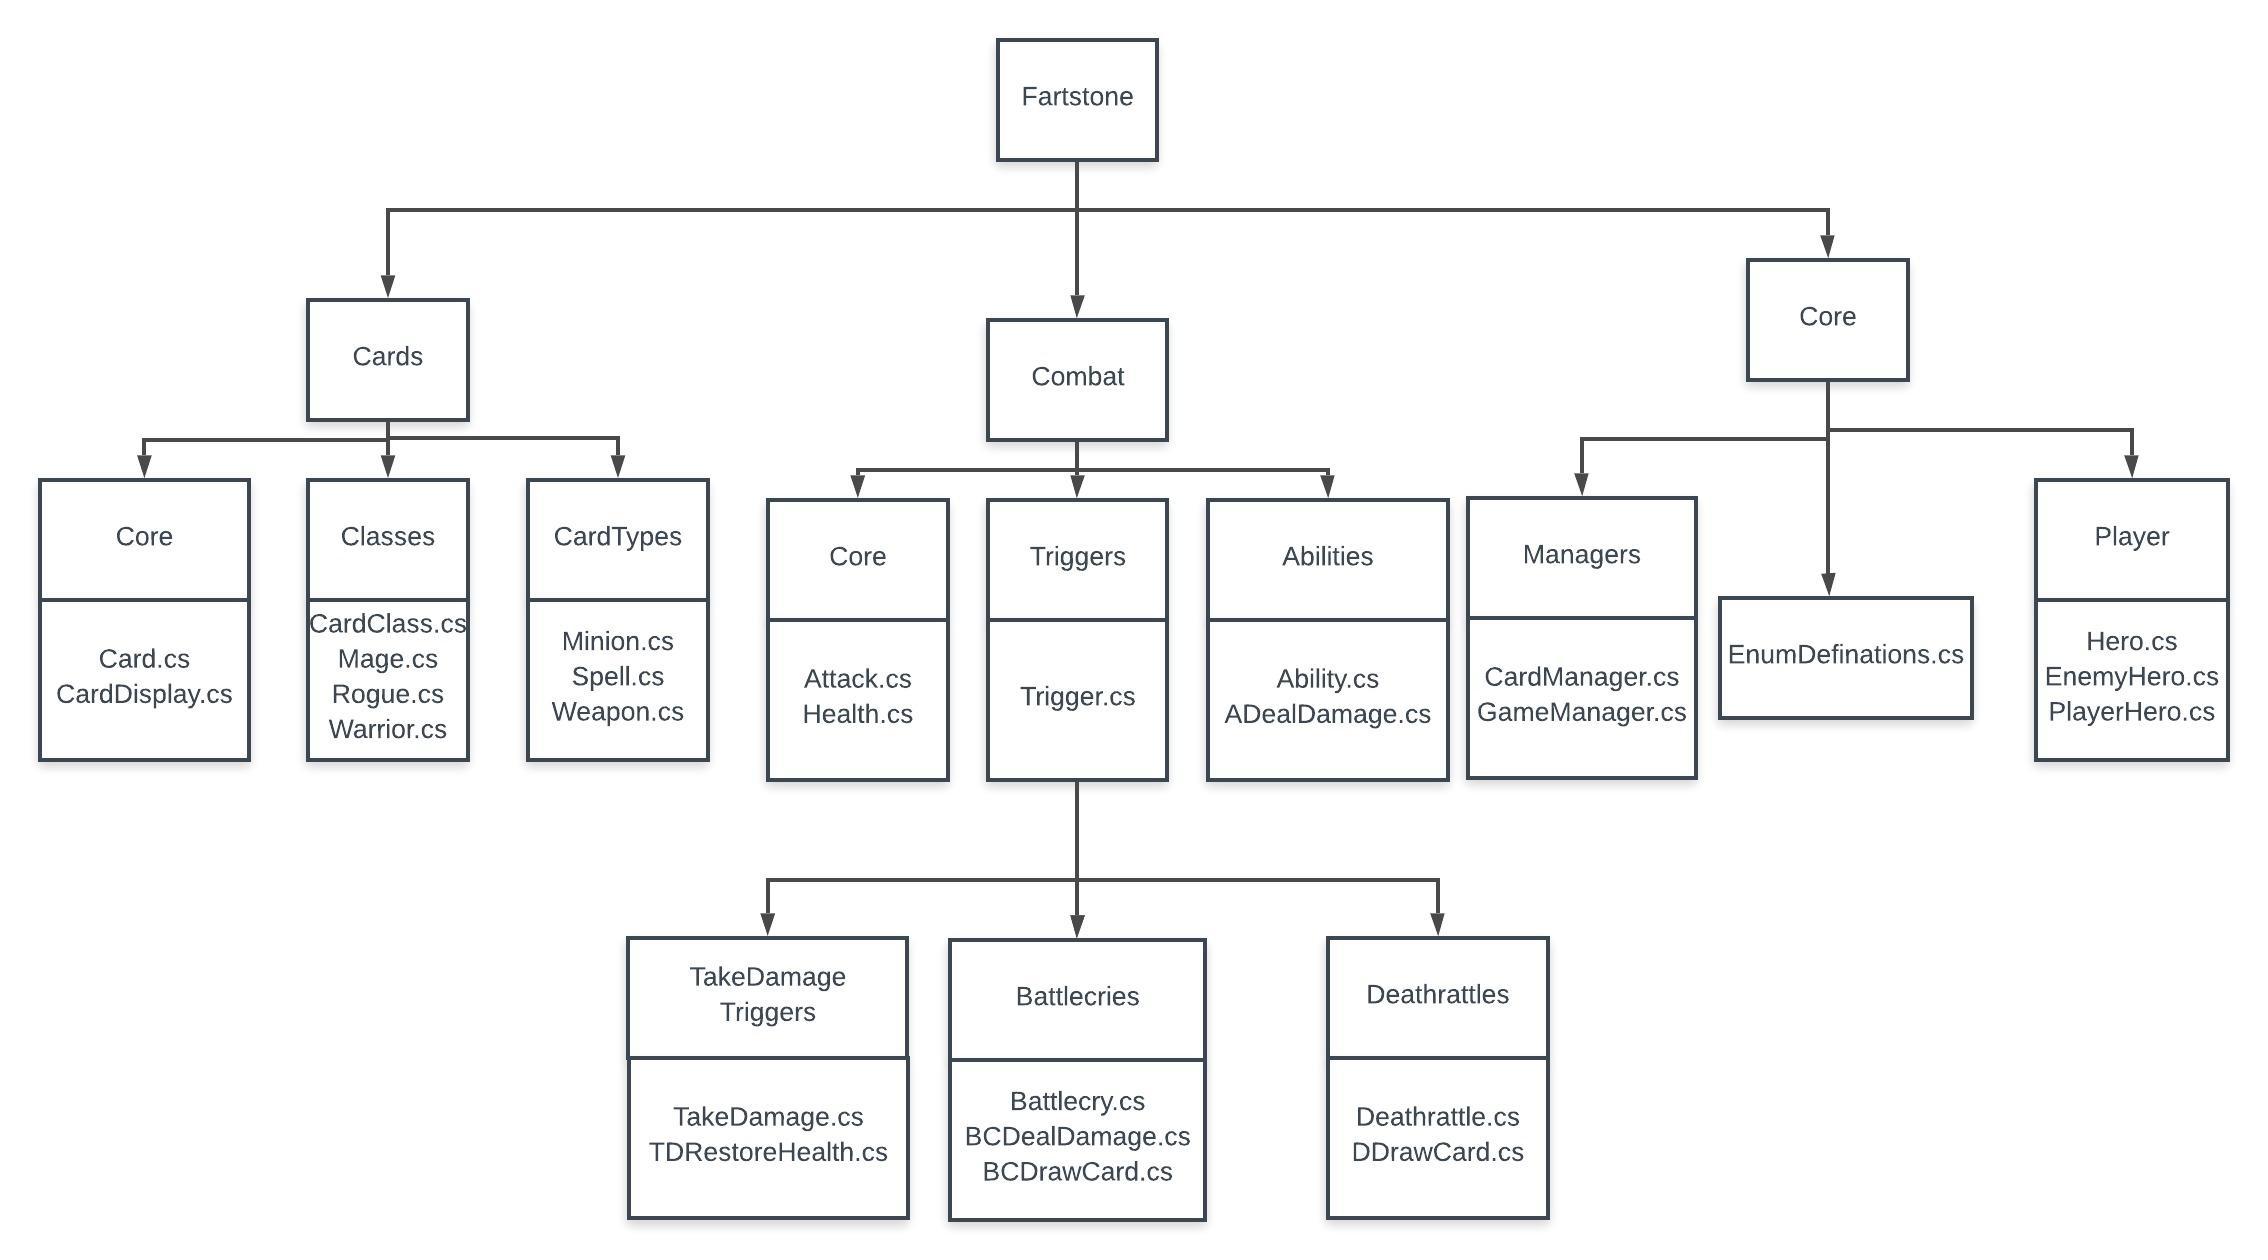 Fartstone
Cards
Combat
Core
Core
Card.cs
CardDisplay.cs
Classes
CardClass.cs
Mage.cs
Rogue.cs
Warrior.cs
CardTypes
Minion.cs
Spell.cs
Weapon.cs
Core
Attack.cs
Health.cs
Triggers
Trigger.cs
Abilities
Ability.cs
ADealDamage.cs
Managers
CardManager.cs
GameManager.cs
EnumDefinations.cs
Player
Hero.cs
EnemyHero.cs
PlayerHero.cs
TakeDamage
Triggers
TakeDamage.cs
TDRestoreHealth.cs
Battlecries
Battlecry.cs
BCDealDamage.cs
BCDrawCard.cs
Deathrattles
Deathrattle.cs
DDrawCard.cs